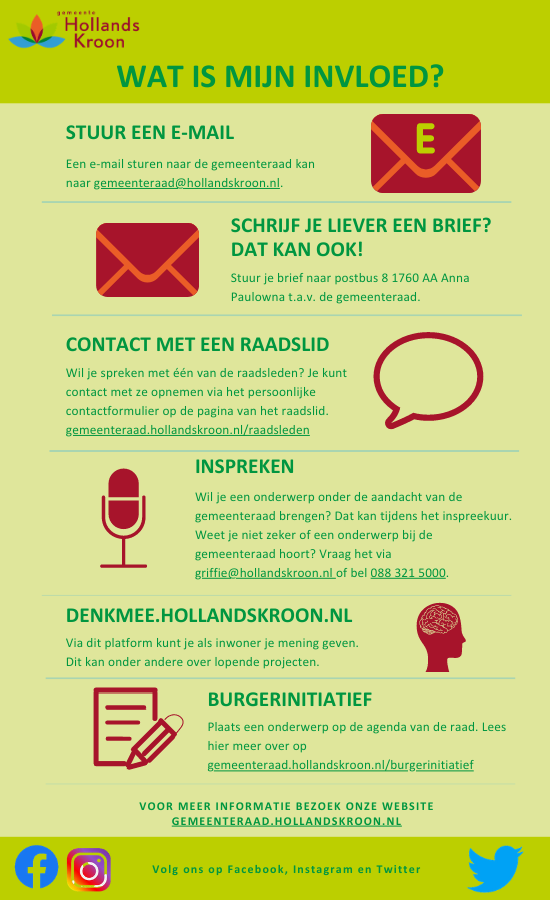 gemeente
Hollands
Kroon
WAT IS MIJN INVLOED?
STUUR EEN E-MAIL
Een e-mail sturen naar de gemeenteraad kan
naar gemeenteraad@hollandskroon.nl.
E
SCHRIJF JE LIEVER EEN BRIEF?
DAT KAN OOK!
Stuur je brief naar postbus 8 1760 AA Anna
Paulowna t.a.v. de gemeenteraad.
CONTACT MET EEN RAADSLID
Wil je spreken met één van de raadsleden? Je kunt
contact met ze opnemen via het persoonlijke
contactformulier op de pagina van het raadslid.
gemeenteraad.hollandskroon.nl/raadsleden
INSPREKEN
Wil je een onderwerp onder de aandacht van de
gemeenteraad brengen? Dat kan tijdens het inspreekuur.
Weet je niet zeker of een onderwerp bij de
gemeenteraad hoort? Vraag het via
griffie@hollandskroon.nl of bel 088 321 5000.
DENKMEE.HOLLANDSKROON.NL
Via dit platform kunt je als inwoner je mening geven.
Dit kan onder andere over lopende projecten.
BURGERINITIATIEF
Plaats een onderwerp op de agenda van de raad. Lees
hier meer over op
gemeenteraad.hollandskroon.nl/burgerinitiatief
VOOR MEER INFORMATIE BEZOEK ONZE WEBSITE
GEMEENTERAAD.HOLLANDSKROON.NL
Volg ons op Facebook, Instagram en Twitter